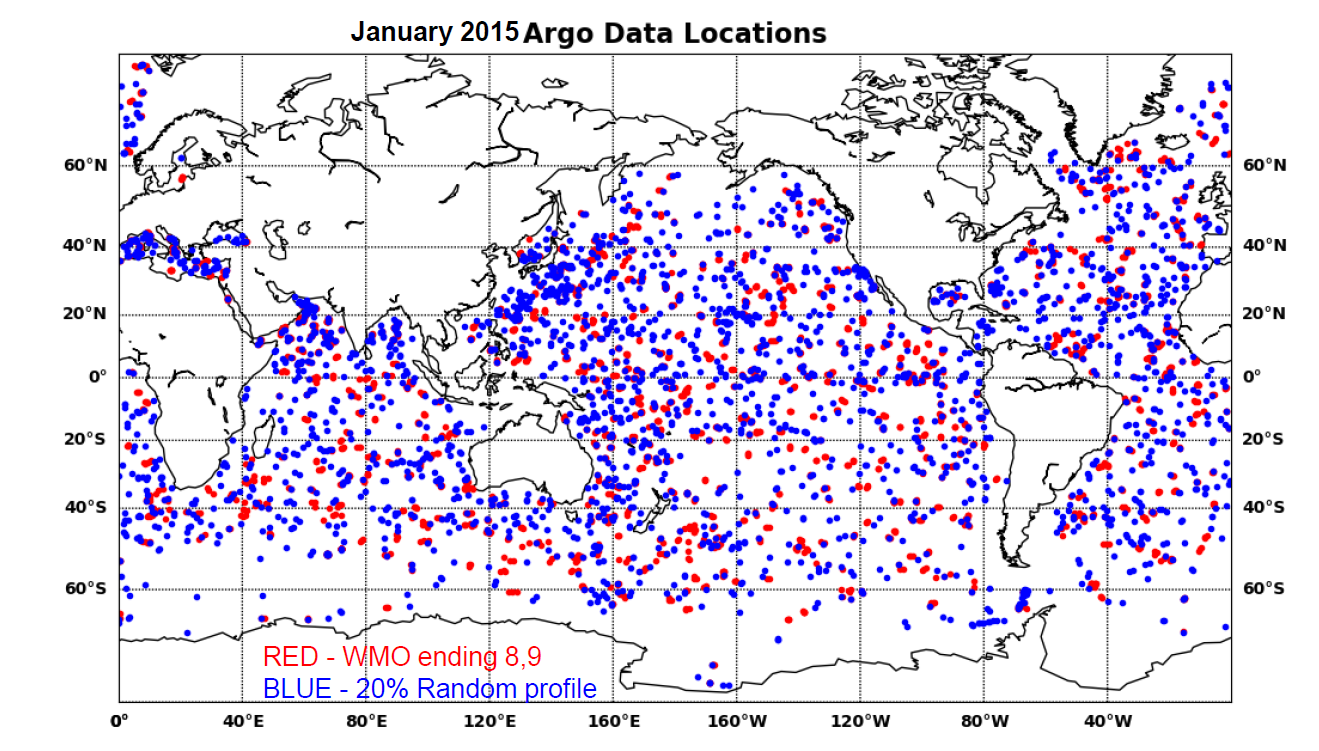 January 2015 Argo Data Locations
60°N 60°N
40°N 40°N
20°N 20°N
0° 0°
20°S 20°S
40°S 40°S
60°S 60°S
RED - WMO ending 8,9
BLUE - 20% Random profile
0° 40°E 80°E 120°E 160°E 160°W 120°W 80°W 40°W